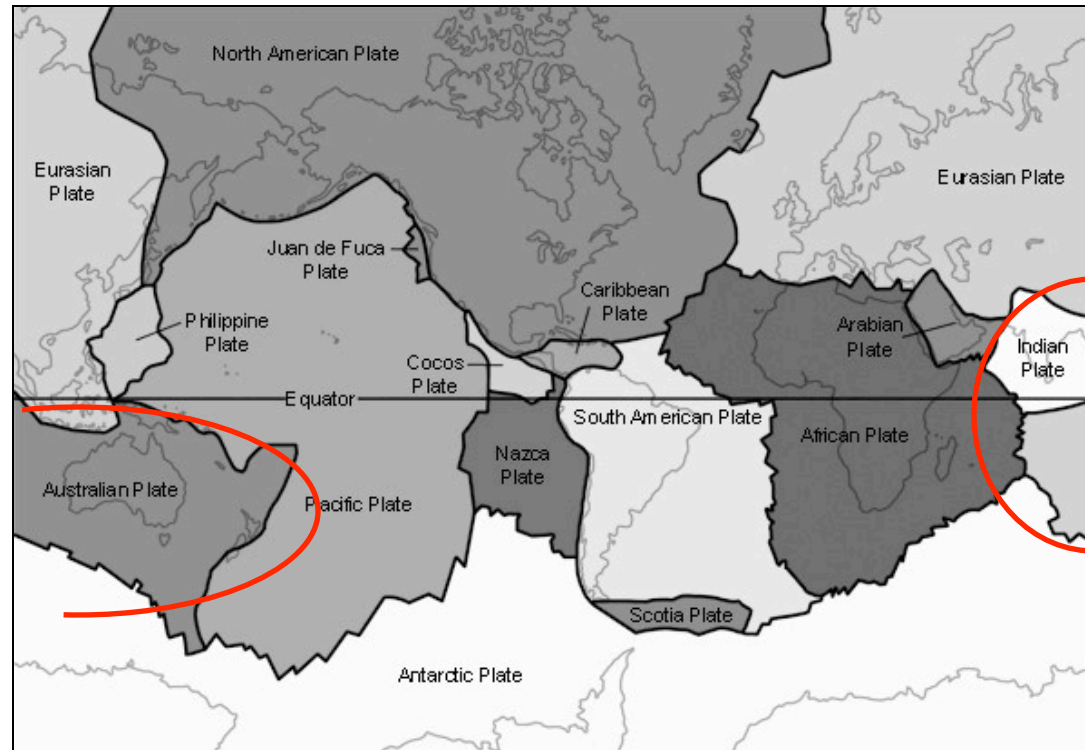 North American Plate
Eurasian
Plate
Eurasian Plate
Juan de Fuca
Plate
Caribbean
Plate
Philippine
Plate
Arabian
Plate
Indian
Plate
Cocos
Plate
Equator
South American Plate
African Plate
Nazca
Plate
Australian Plate
Pacific Plate
Scotia Plate
Antarctic Plate